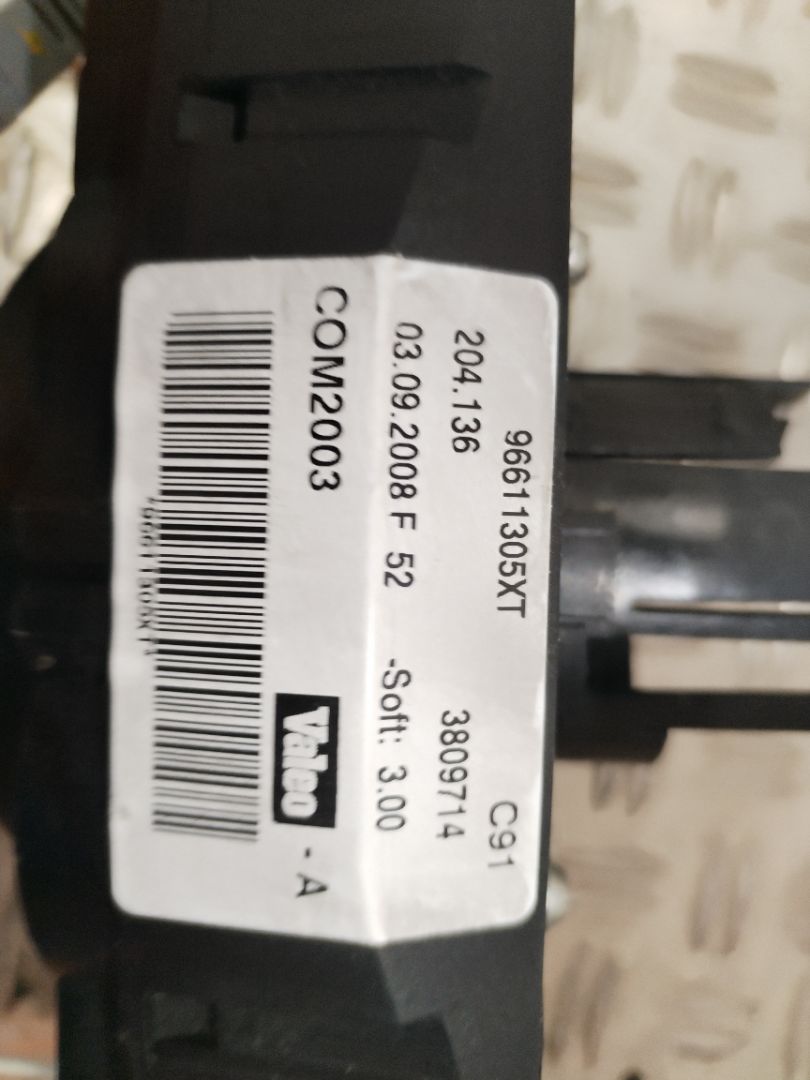 96611305XT C91
204.136 3809714
03.09.2008 F 52 -Soft: 3.00
COM2003 Valeo - A